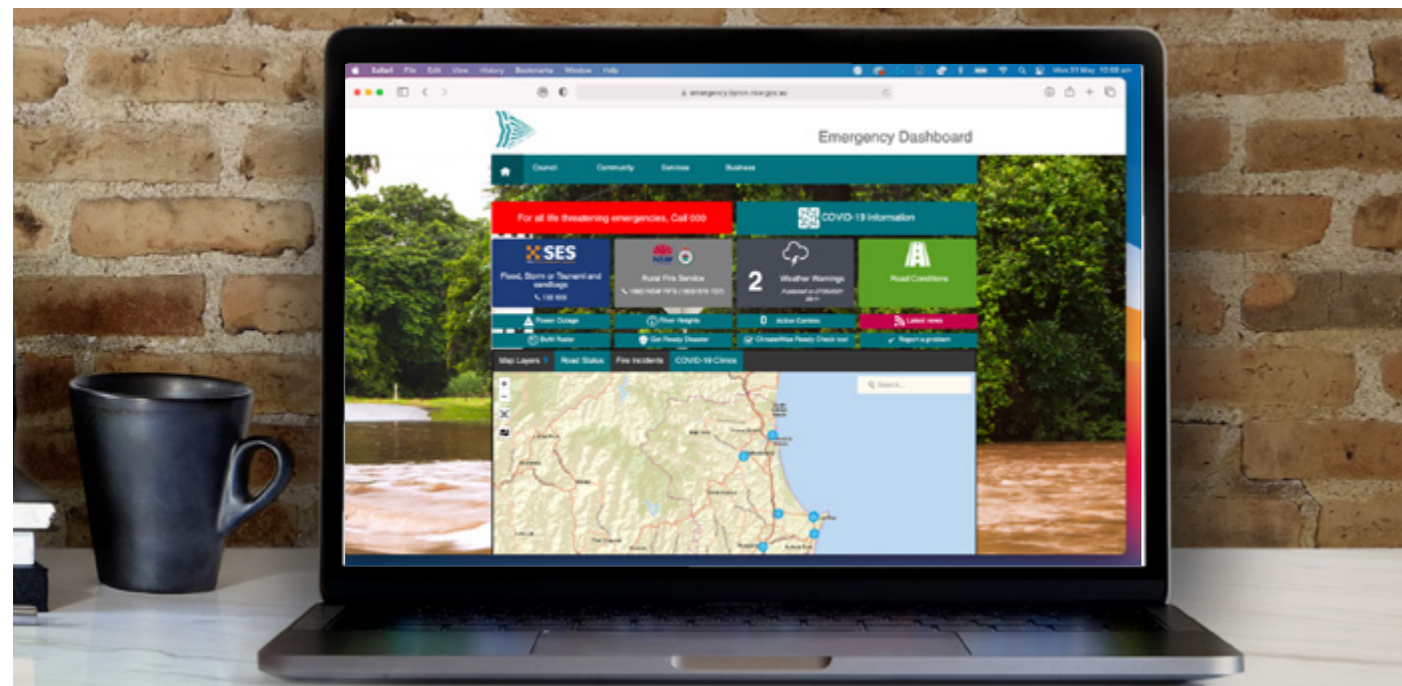 Safari File Edit View History Bookmarks Window Help
Mon 31 May
emergency.byron.nsw.gov.au
Emergency Dashboard
Council Community Services Business
For all life threatening emergencies, Call 000
COVID-19 Information
SES
Flood, Storm or Tsunami and
sandbags
132 500
NSW
Rural Fire Service
2
Weather Warnings
Road Conditions
Power Outage
River Heights
0 Active Centres
Latest news
BoM Radar
Get Ready Disaster
ClimateWise Ready Check tool
Report a problem
Map Layers Road Status Fire Incidents COVID-19 Clinics
Search...